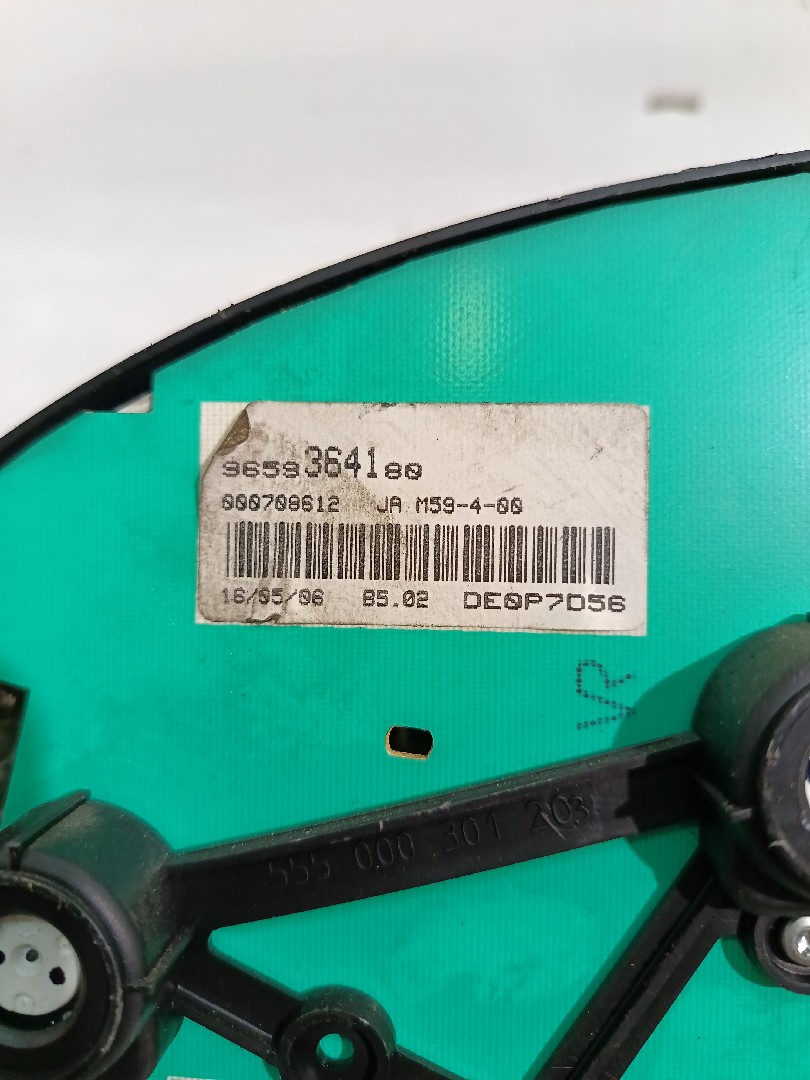 9659364180
000708612 JA M59-4-00
16/05/06 85.02 DE0P7D56
VR
555 000 301 203